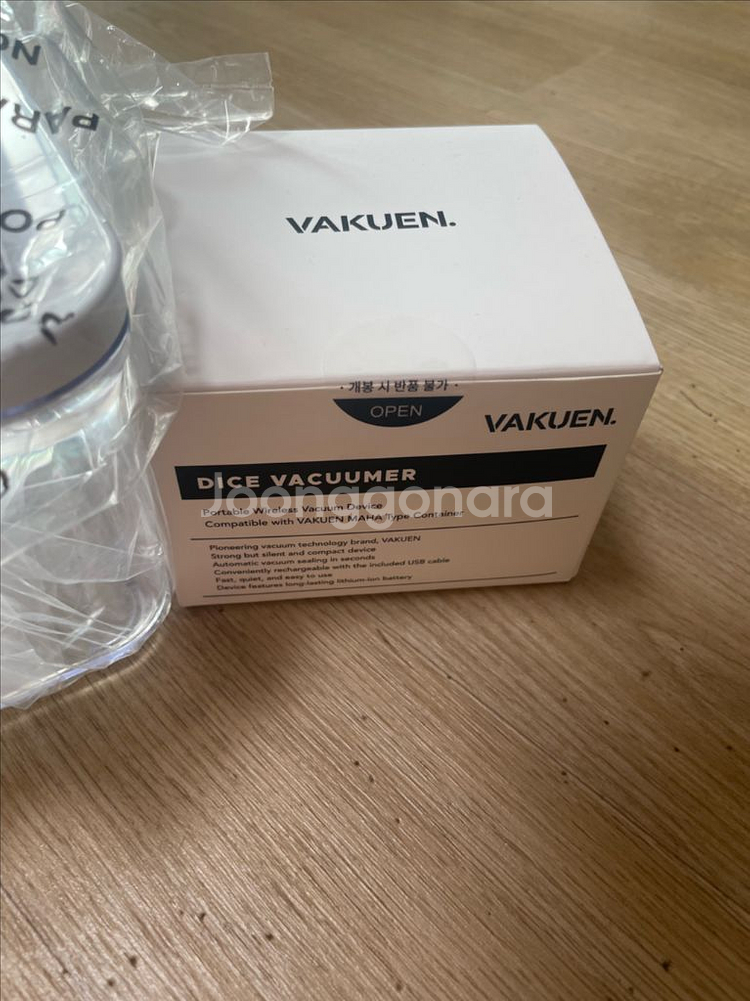 VAKUEN.
· 개봉 시 반품 불가 ·
OPEN
VAKUEN.
DICE VACUUMER
Portable Wireless Vacuum Device
Compatible with VAKUEN MAHA Type Container
Joonggonara
Pioneering vacuum technology brand, VAKUEN
Strong but silent and compact device
Automatic vacuum sealing in seconds
Conveniently rechargeable with the included USB cable
Fast, quiet, and easy to use
Device features long-lasting lithium-ion battery